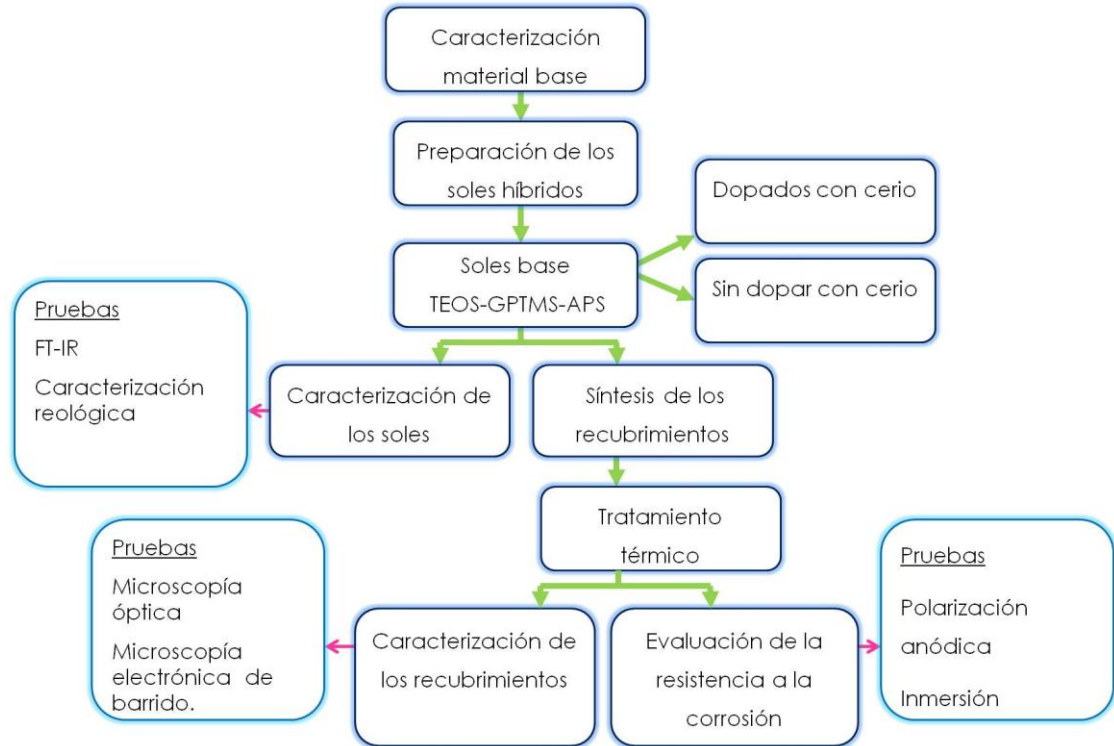 Caracterización
material base
Preparación de los
soles híbridos
Dopados con cerio
Soles base
TEOS-GPTMS-APS
Sin dopar con cerio
Pruebas
FT-IR
Caracterización
reológica
Caracterización de
los soles
Síntesis de los
recubrimientos
Tratamiento
térmico
Pruebas
Microscopía
óptica
Microscopía
electrónica de
barrido.
Caracterización de
los recubrimientos
Evaluación de la
resistencia a la
corrosión
Pruebas
Polarización
anódica
Inmersión